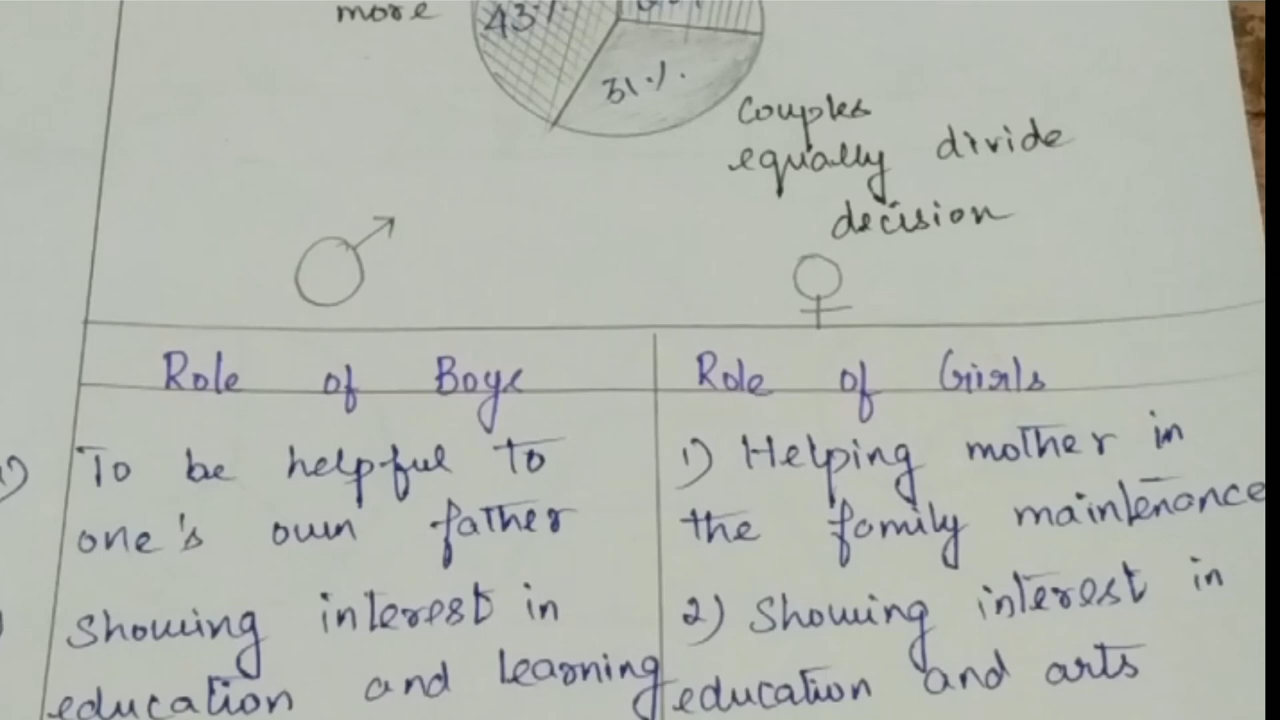 more
43%
31%
Couples
equally divide
decision
Role of Boys
Role of Girls
1)
To be helpful to
one's own father
Showing interest in
education and learning
1) Helping mother in
the family maintenance
2) Showing interest in
education and arts